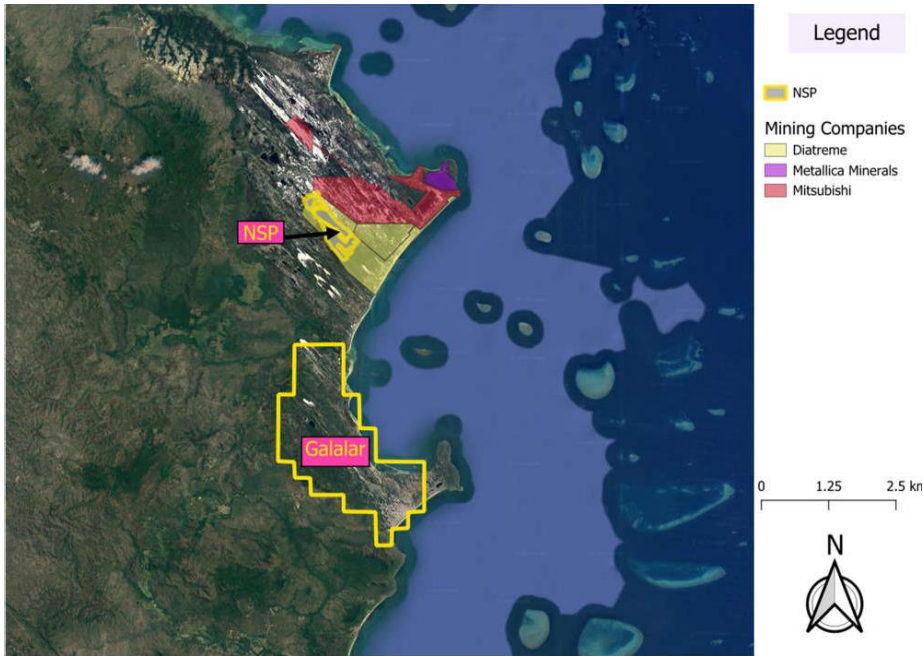 Legend
NSP
Mining Companies
Diatreme
Metallica Minerals
Mitsubishi
NSP
Galalar
0 1.25 2.5 km
N